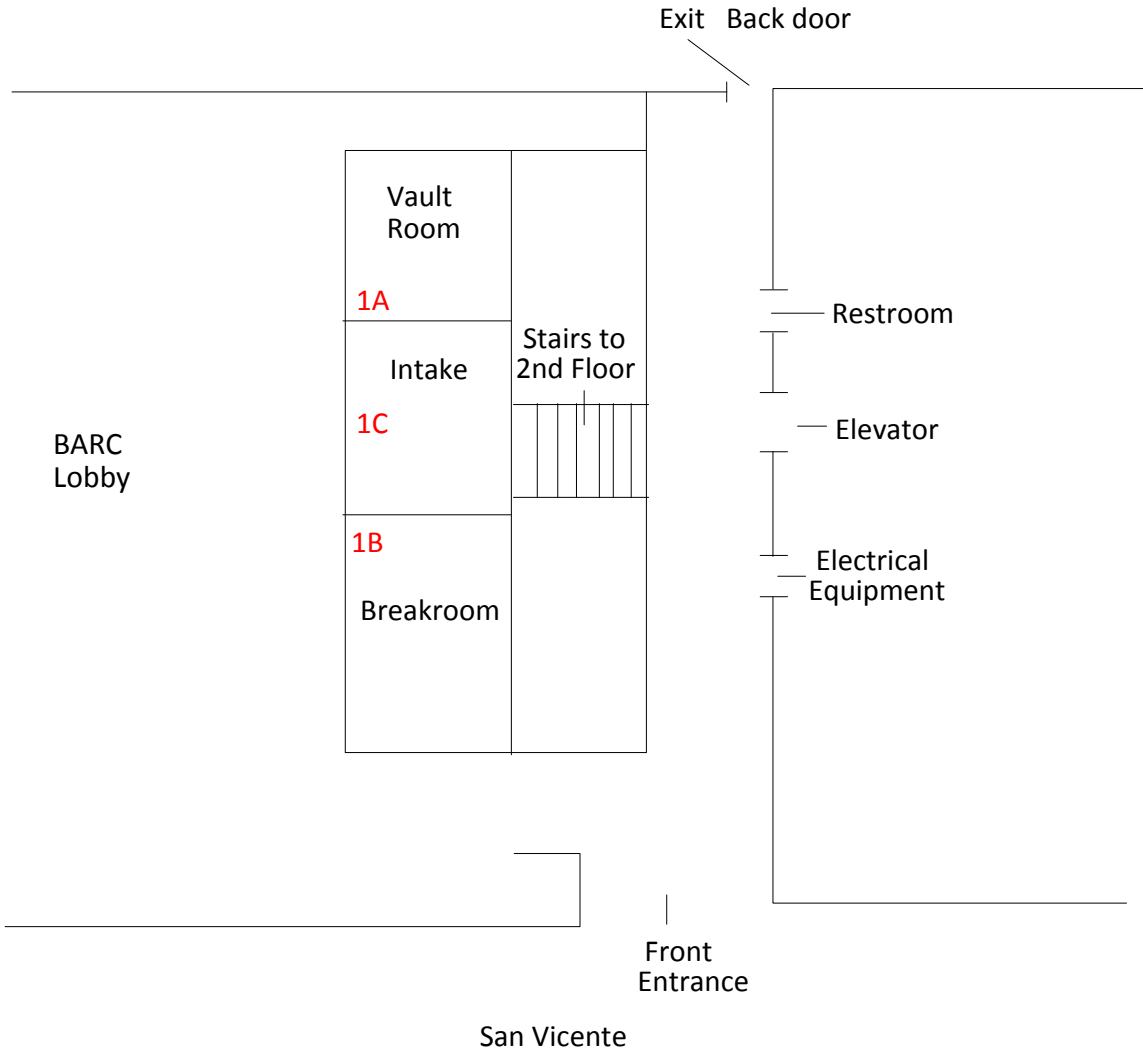 Exit   Back door
Vault
Room
1A
Restroom
Stairs to
2nd Floor
Intake
1C
Elevator
BARC
Lobby
1B
Electrical
Equipment
Breakroom
Front
Entrance
San Vicente